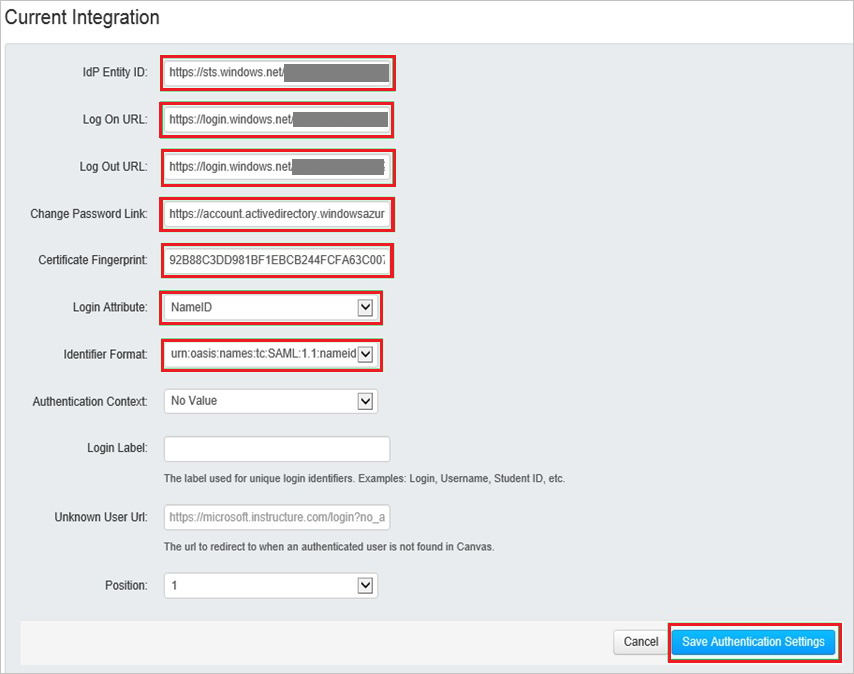 Current Integration
IdP Entity ID: https://sts.windows.net/
Log On URL: https://login.windows.net/
Log Out URL: https://login.windows.net/
Change Password Link: https://account.activedirectory.windowsazur
Certificate Fingerprint: 92B88C3DD981BF1EBCB244FCFA63C007
Login Attribute: NameID
Identifier Format: urn:oasis:names:tc:SAML:1.1:nameid
Authentication Context: No Value
Login Label:
The label used for unique login identifiers. Examples: Login, Username, Student ID, etc.
Unknown User Url: https://microsoft.instructure.com/login?no_a
The url to redirect to when an authenticated user is not found in Canvas.
Position: 1
Cancel Save Authentication Settings